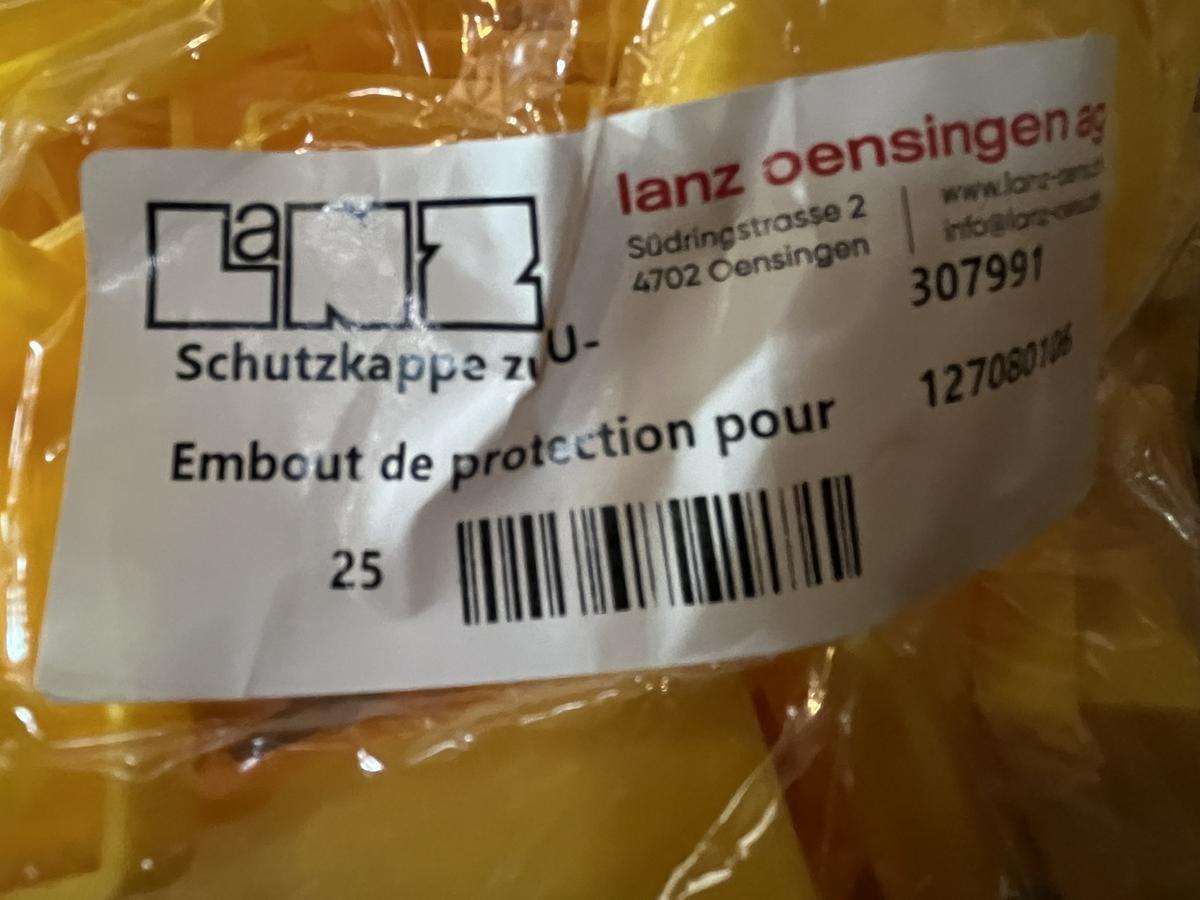 LaNZ
lanz oensingen ag
Südringstrasse 2
4702 Oensingen
307991
Schutzkappe zu U-
127080106
Embout de protection pour
25